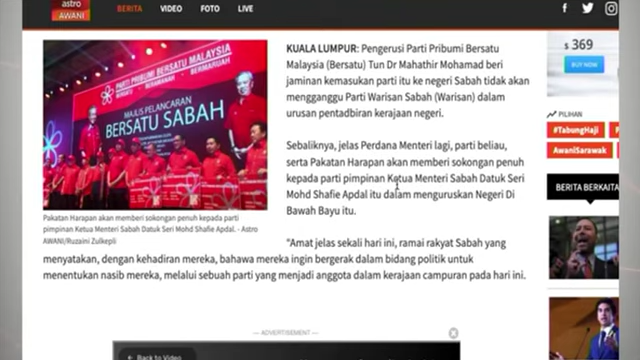 astro
AWANI
BERITA VIDEO FOTO LIVE
PARTI PRIBUMI BERSATU MALAYSIA
BERMARUAH
MAJLIS PELANCARAN
BERSATU SABAH
Pakatan Harapan akan memberi sokongan penuh kepada parti
pimpinan Ketua Menteri Sabah Datuk Seri Mohd Shafie Apdal. - Astro
AWANI/Ruzaini Zulkepli
KUALA LUMPUR: Pengerusi Parti Pribumi Bersatu
Malaysia (Bersatu) Tun Dr Mahathir Mohamad beri
jaminan kemasukan parti itu ke negeri Sabah tidak akan
mengganggu Parti Warisan Sabah (Warisan) dalam
urusan pentadbiran kerajaan negeri.
Sebaliknya, jelas Perdana Menteri lagi, parti beliau,
serta Pakatan Harapan akan memberi sokongan penuh
kepada parti pimpinan Ketua Menteri Sabah Datuk Seri
Mohd Shafie Apdal itu dalam menguruskan Negeri Di
Bawah Bayu itu.
“Amat jelas sekali hari ini, ramai rakyat Sabah yang
menyatakan, dengan kehadiran mereka, bahawa mereka ingin bergerak dalam bidang politik untuk
menentukan nasib mereka, melalui sebuah parti yang menjadi anggota dalam kerajaan campuran pada hari ini.
— ADVERTISEMENT —
Back to Video
$ 369
BUY NOW
PILIHAN
#TabungHaji
AwaniSarawak
BERITA BERKAITA